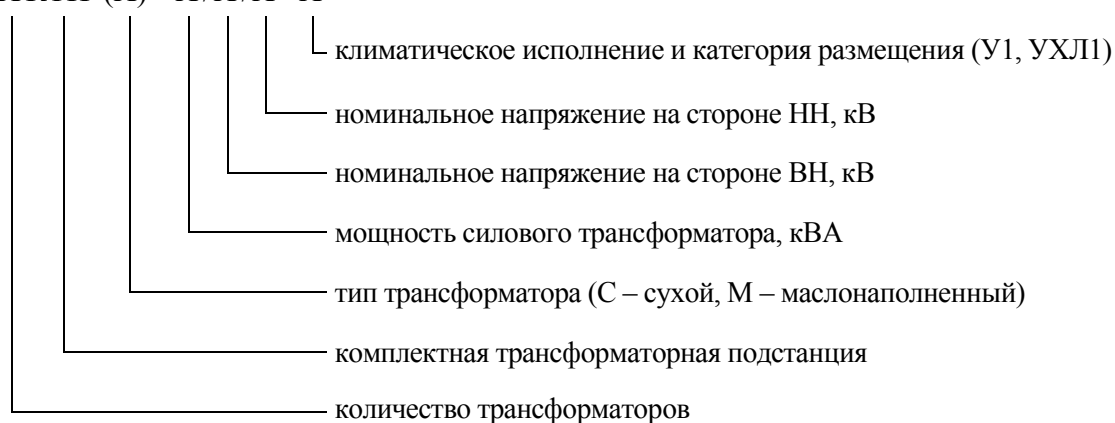 климатическое исполнение и категория размещения (У1, УХЛ1)
номинальное напряжение на стороне НН, кВ
номинальное напряжение на стороне ВН, кВ
мощность силового трансформатора, кВА
тип трансформатора (С – сухой, М – маслонаполненный)
комплектная трансформаторная подстанция
количество трансформаторов